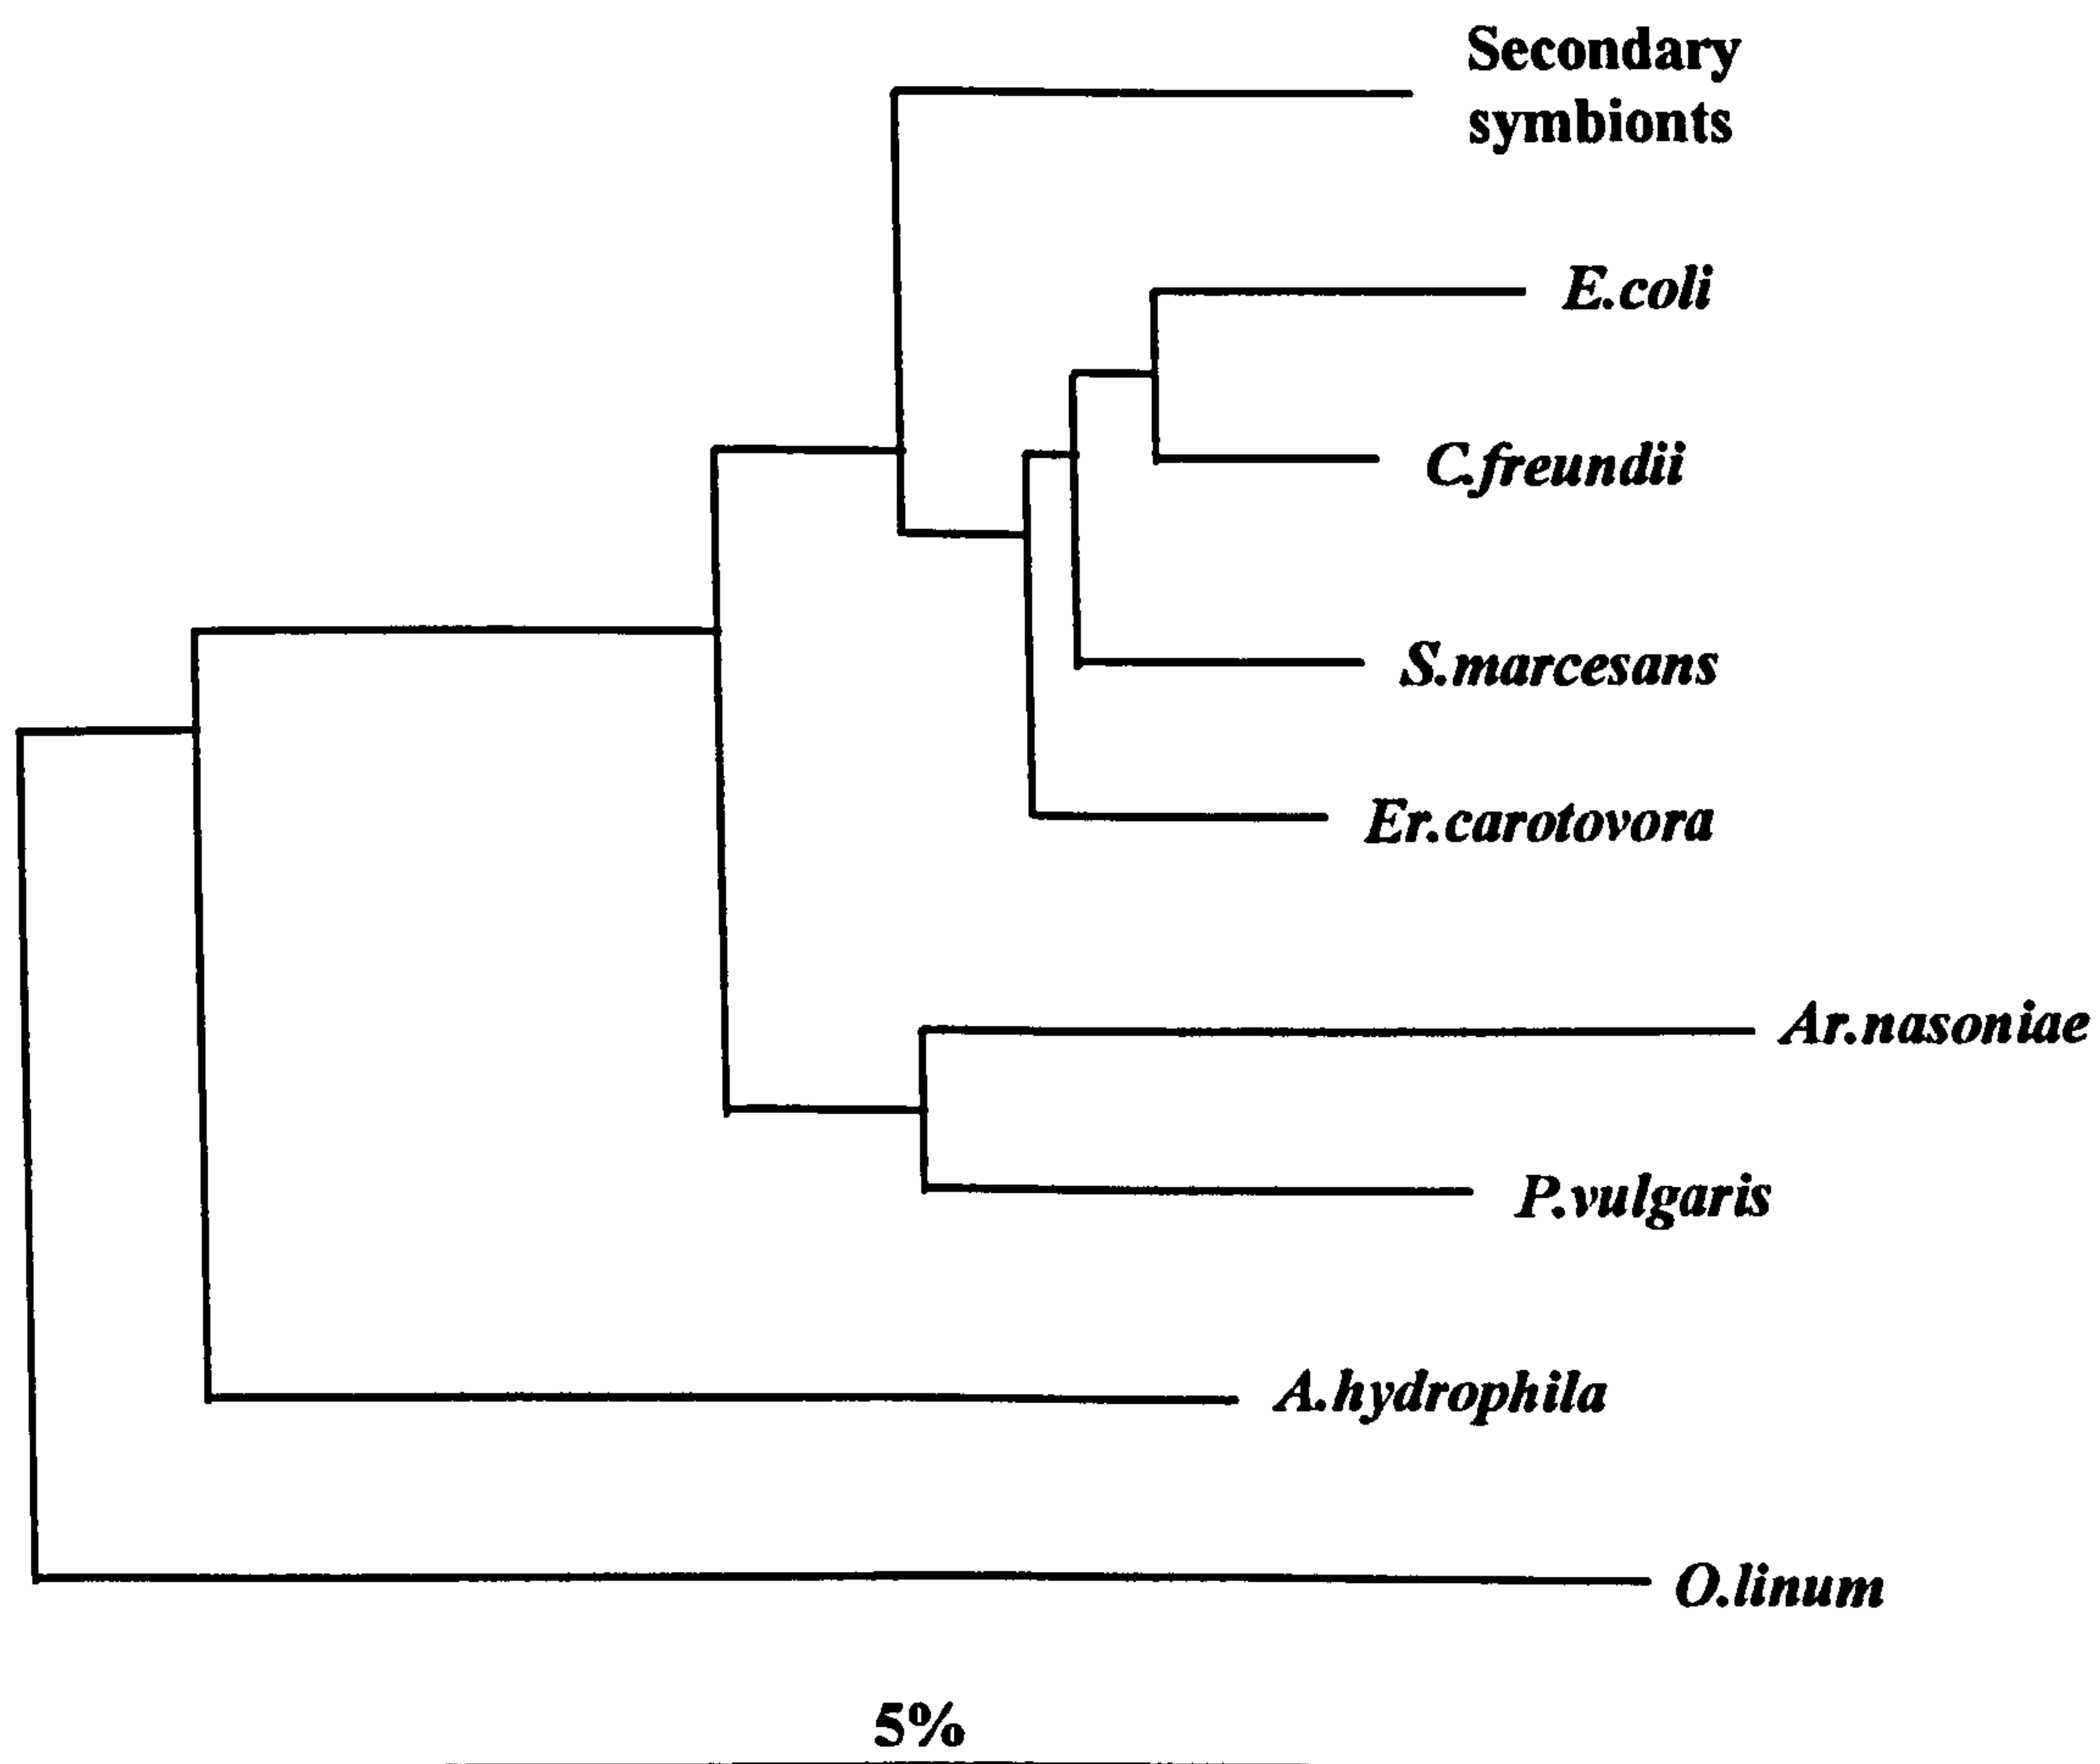 Secondary
symbionts
E.coli
C.freundii
S.marcesans
Er.carotovora
Ar.nasoniae
P.vulgaris
A.hydrophila
O.linum
5%